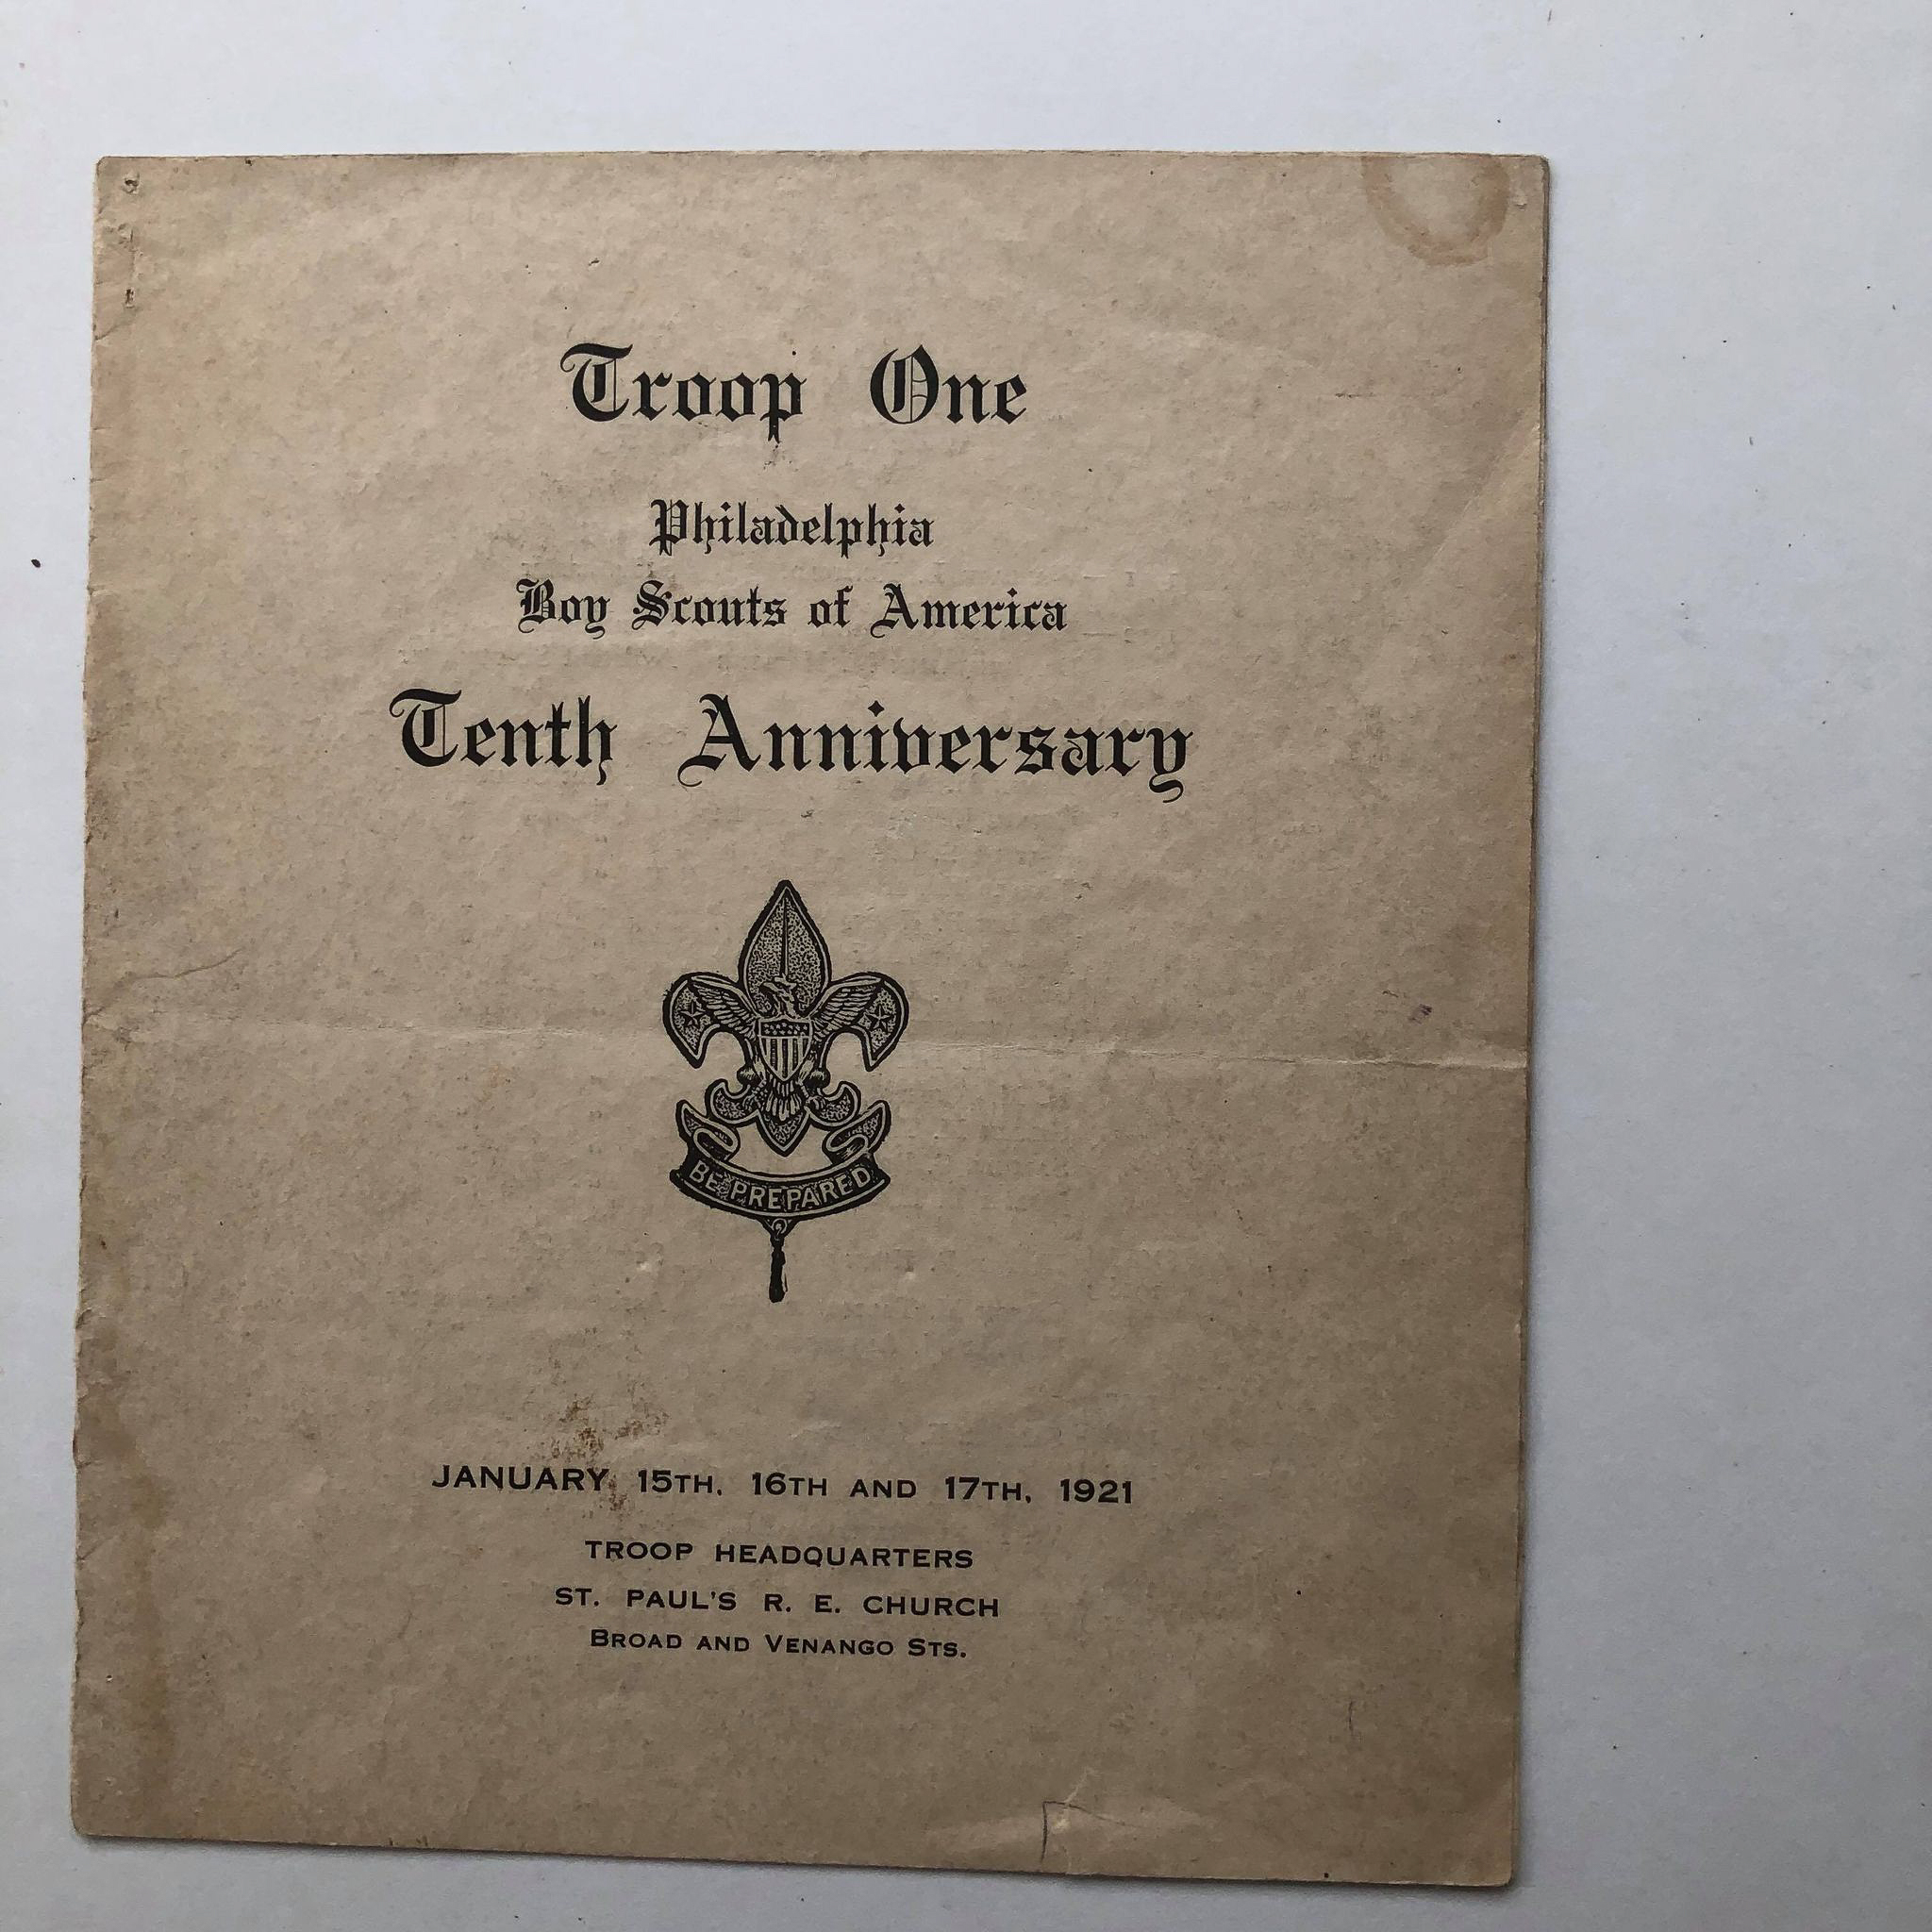 Troop One
Philadelphia
Boy Scouts of America
Tenth Anniversary
BE PREPARED
JANUARY 15TH, 16TH AND 17TH, 1921
TROOP HEADQUARTERS
ST. PAUL'S R. E. CHURCH
BROAD AND VENANGO STS.